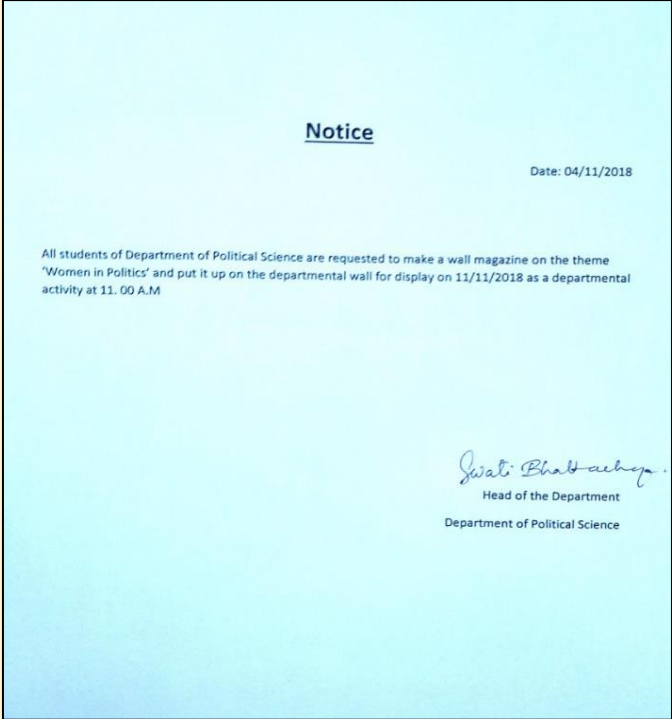 Notice
Date: 04/11/2018
All students of Department of Political Science are requested to make a wall magazine on the theme
'Women in Politics' and put it up on the departmental wall for display on 11/11/2018 as a departmental
activity at 11. 00 A.M
Swati Bhattacharya.
Head of the Department
Department of Political Science